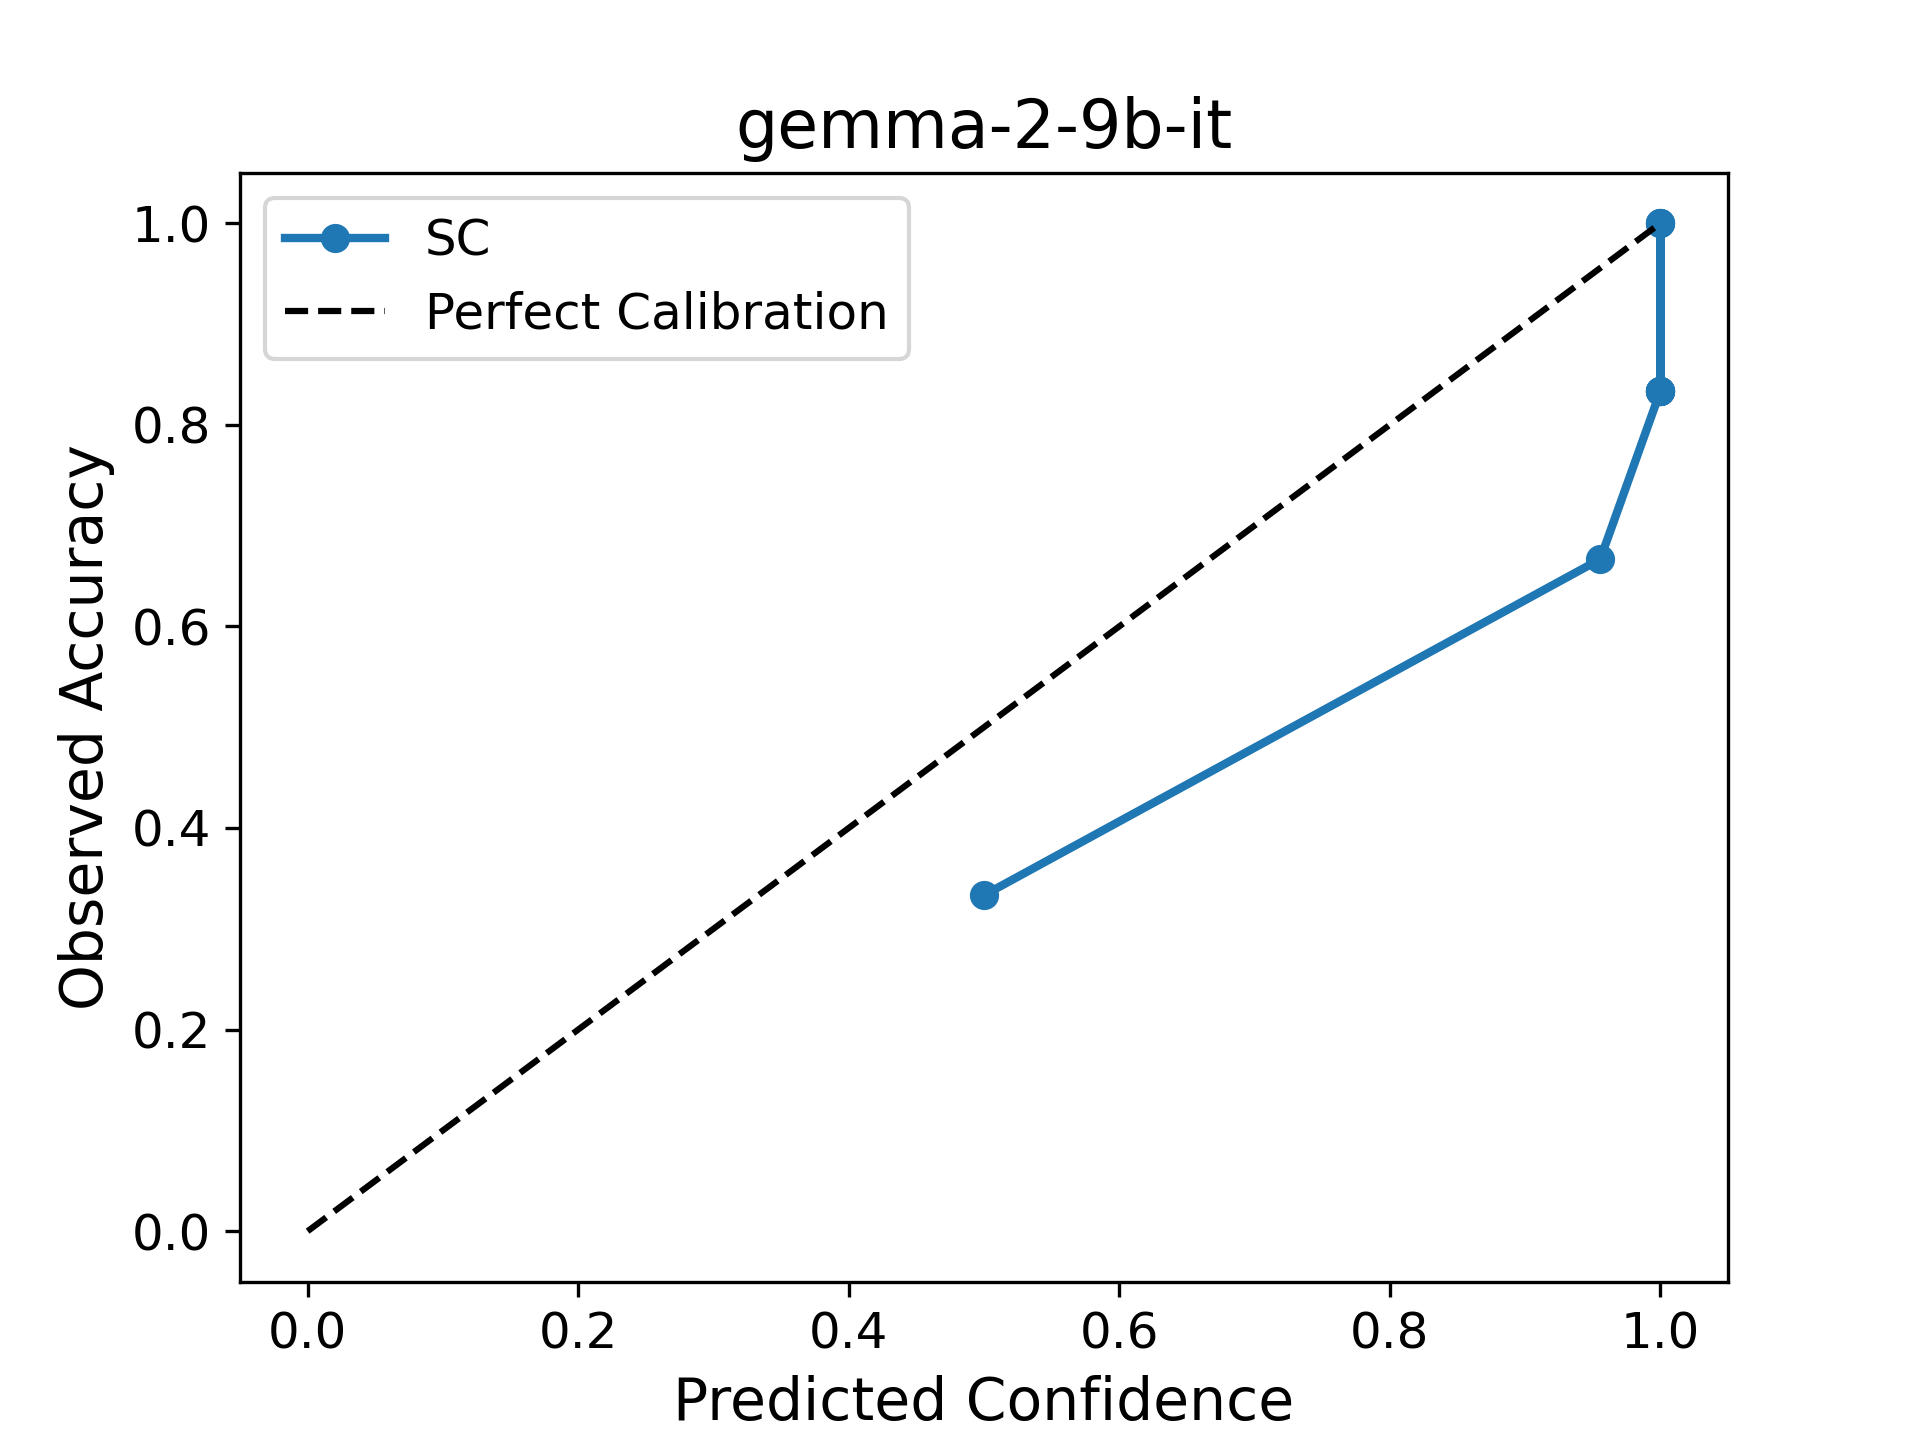 gemma-2-9b-it
SC
Perfect Calibration
1.0
0.8
0.6
0.4
0.2
0.0
Observed Accuracy
0.0 0.2 0.4 0.6 0.8 1.0
Predicted Confidence